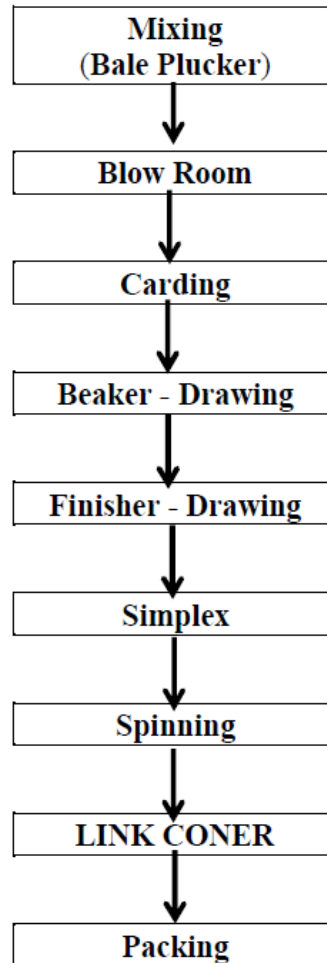 Mixing
(Bale Plucker)
Blow Room
Carding
Beaker - Drawing
Finisher - Drawing
Simplex
Spinning
LINK CONER
Packing